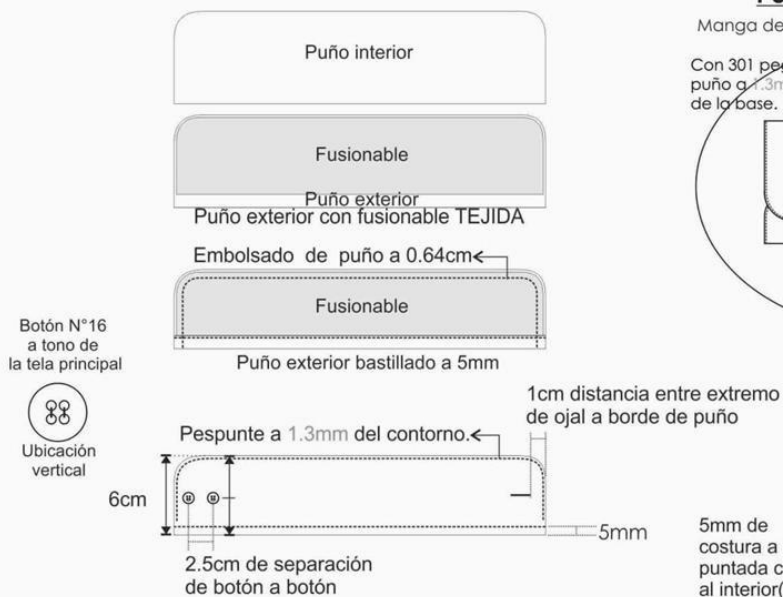 Puño interior
Fusionable
Puño exterior
Puño exterior con fusionable TEJIDA
Embolsado de puño a 0.64cm
Fusionable
Puño exterior bastillado a 5mm
Botón N°16
a tono de
la tela principal
Ubicación
vertical
Pespunte a 1.3mm del contorno.
1cm distancia entre extremo
de ojal a borde de puño
6cm
5mm
2.5cm de separación
de botón a botón
Manga de
Con 301
puño a 1.3m
de la base.
5mm de
costura a
puntada
al interior(